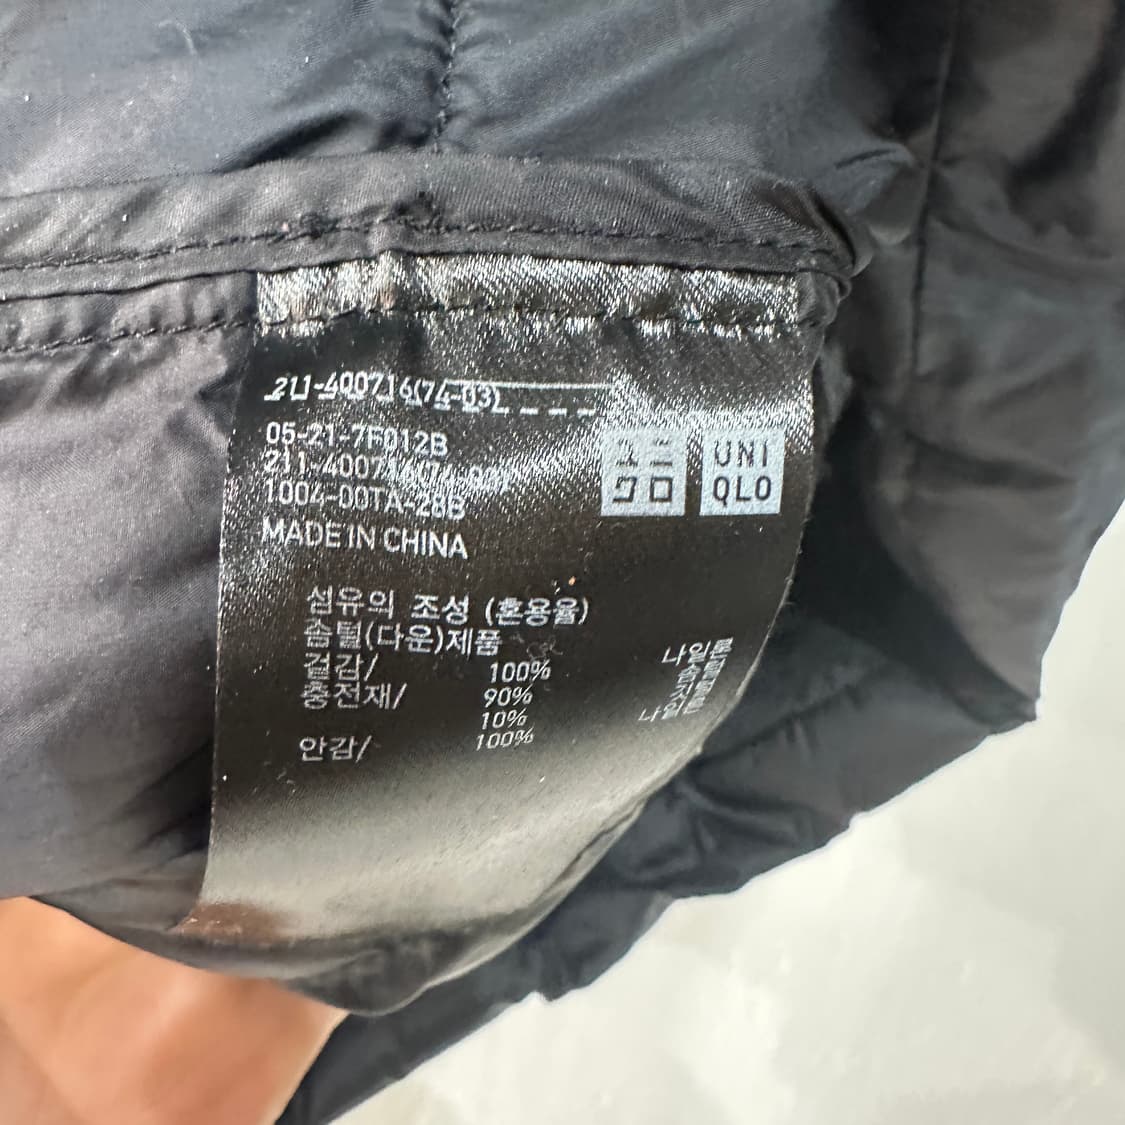 211-400716(74-03)
05-21-7F012B
211-400716(74-03)
1004-00TA-28B
MADE IN CHINA
ユニ
クロ
UNI
QLO
섬유의 조성 (혼용율)
솜털(다운)제품
겉감/ 100% 나일론
충전재/ 90% 솜털
10% 깃털
안감/ 100% 나일론